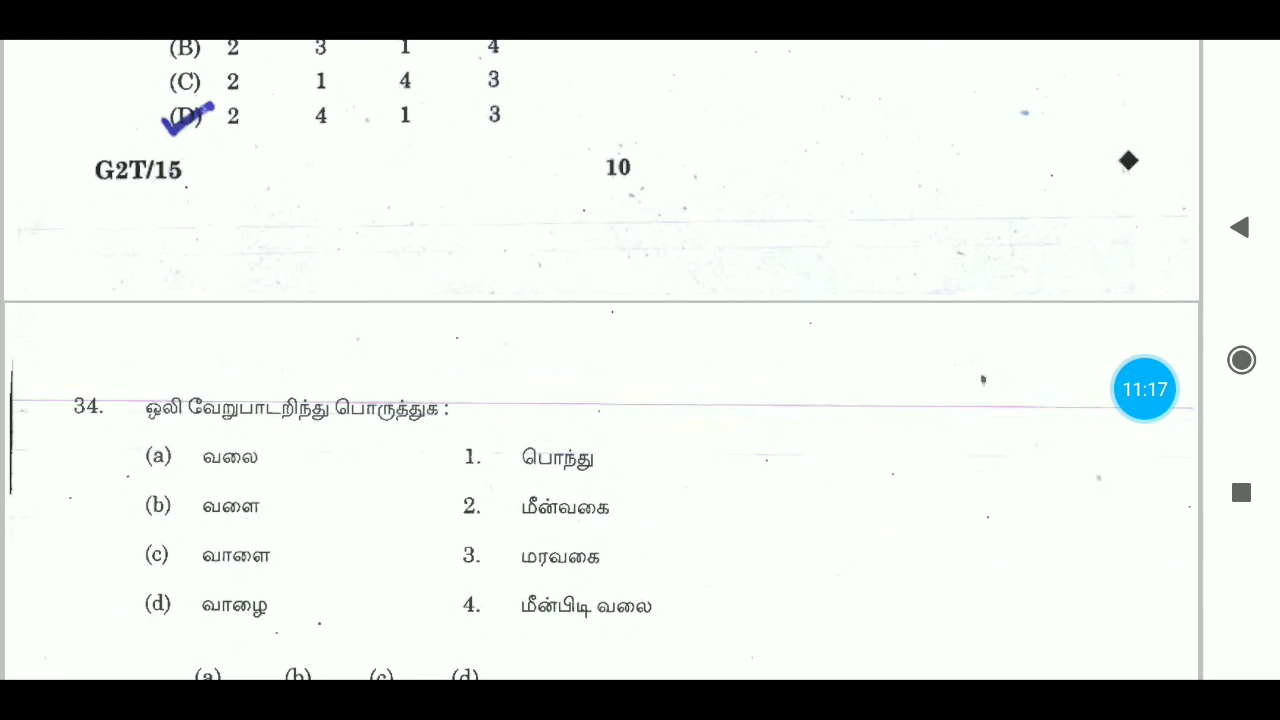 (B) 2 3 1 4
(C) 2 1 4 3
(D) 2 4 1 3
G2T/15 10
11:17
34. ஒலி வேறுபாடறிந்து பொருத்துக :
(a) வலை 1. பொந்து
(b) வளை 2. மீன்வகை
(c) வாளை 3. மரவகை
(d) வாழை 4. மீன்பிடி வலை
(a) (b) (c) (d)